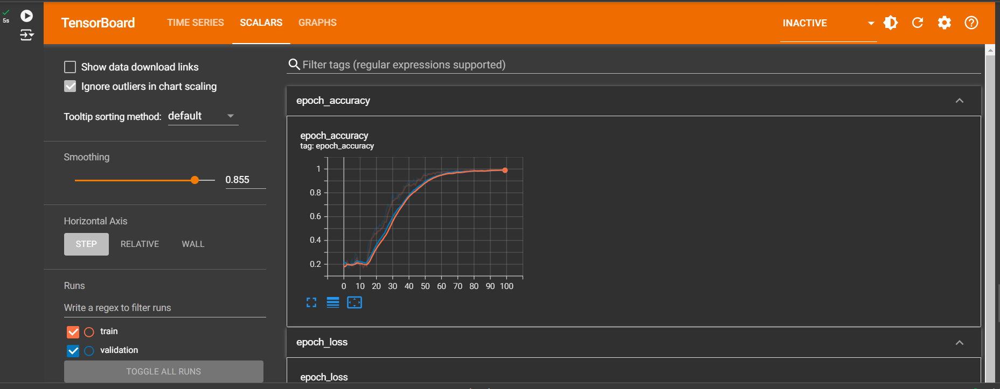 5s
TensorBoard
TIME SERIES SCALARS GRAPHS
INACTIVE
Show data download links
Ignore outliers in chart scaling
Tooltip sorting method: default
Smoothing
0.855
Horizontal Axis
STEP RELATIVE WALL
Runs
Write a regex to filter runs
train
validation
TOGGLE ALL RUNS
Filter tags (regular expressions supported)
epoch_accuracy
epoch_accuracy
tag: epoch_accuracy
1
0.8
0.6
0.4
0.2
0 10 20 30 40 50 60 70 80 90 100
epoch_loss
epoch_loss